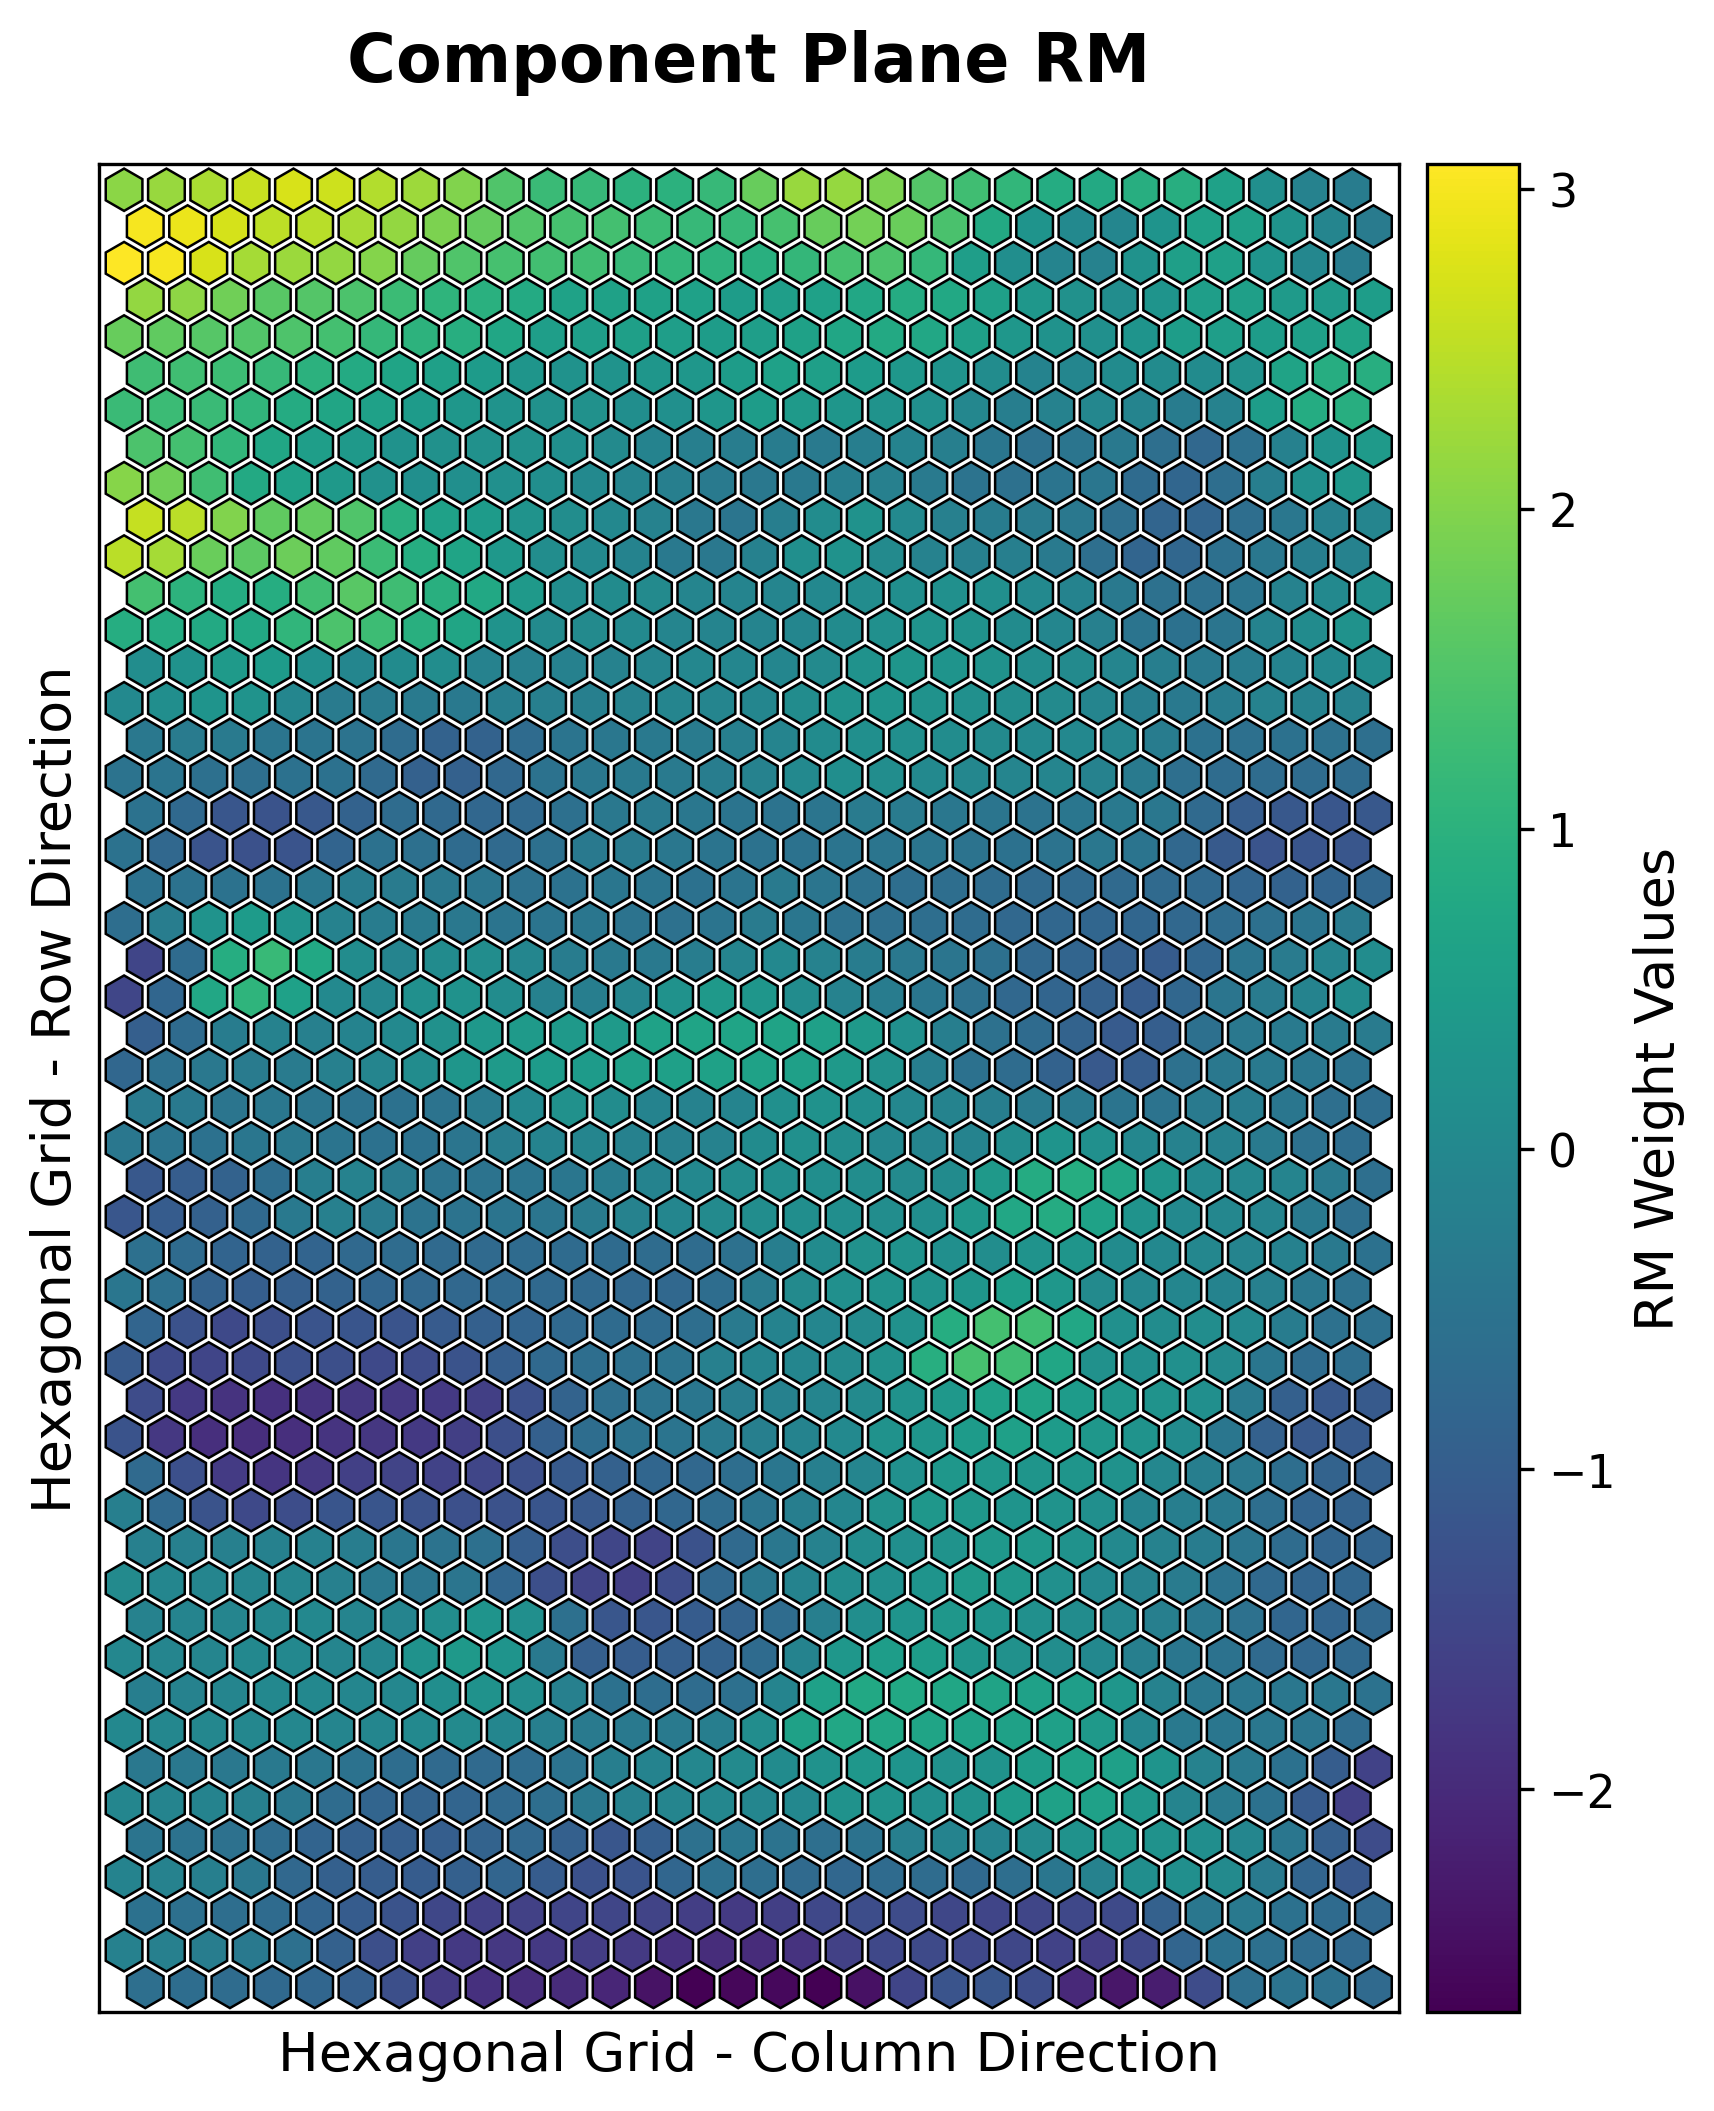 Component Plane RM
Hexagonal Grid - Row Direction
Hexagonal Grid - Column Direction
3
2
1
0
−1
−2
RM Weight Values